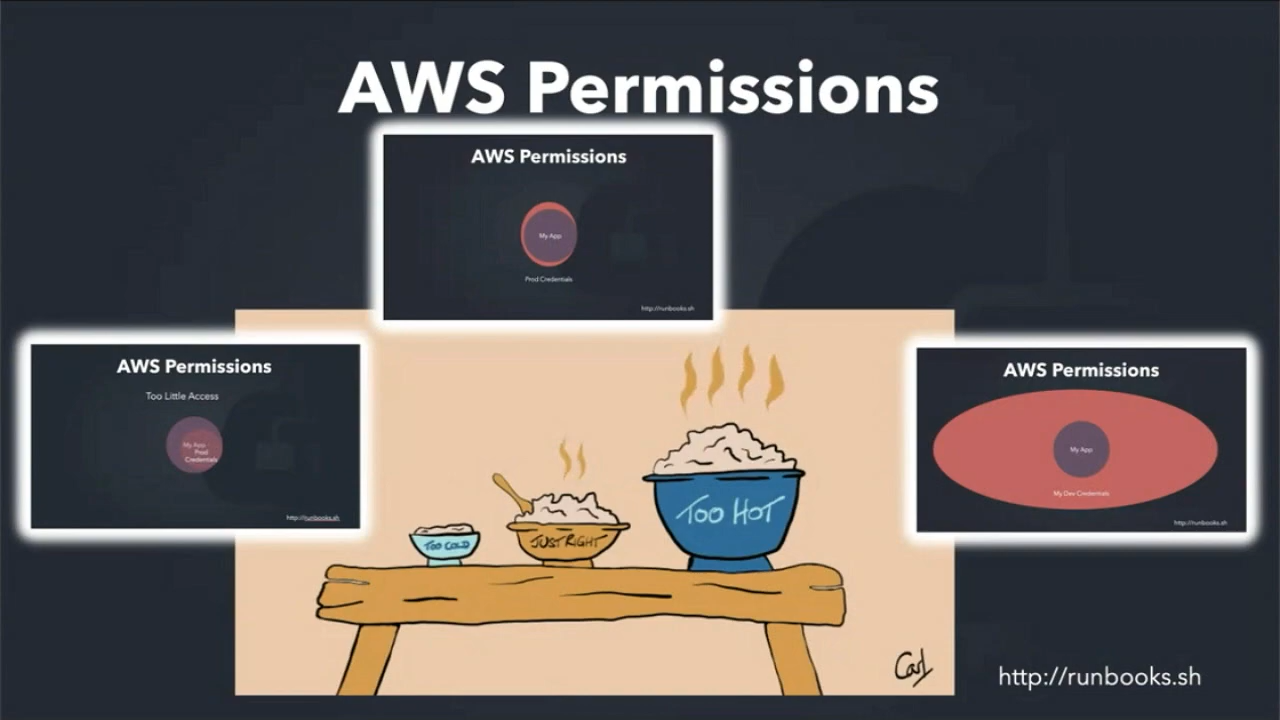 AWS Permissions
AWS Permissions
My App
Prod Credentials
http://runbooks.sh
AWS Permissions
Too Little Access
My App
Prod
Credentials
http://runbooks.sh
AWS Permissions
My App
My Dev Credentials
http://runbooks.sh
TOO COLD
JUST RIGHT
TOO HOT
Carl
http://runbooks.sh